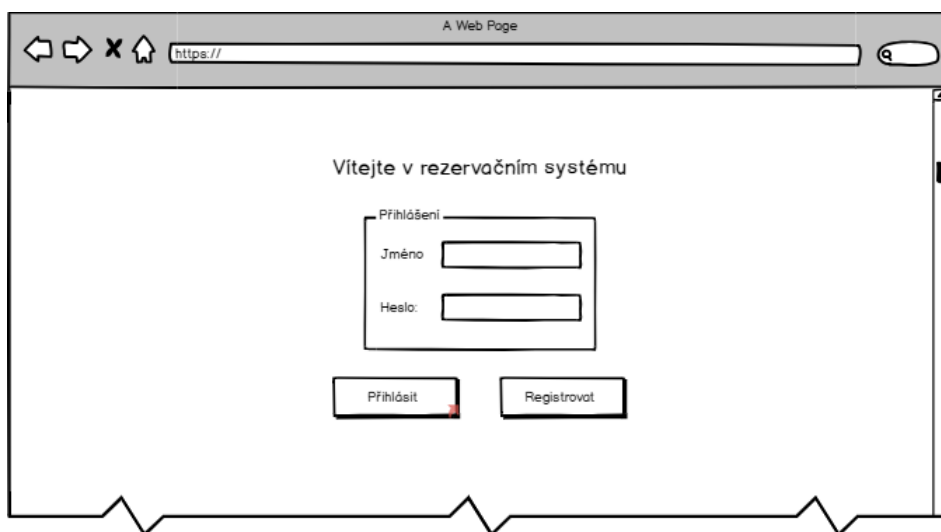 A Web Page
https://
Vítejte v rezervačním systému
Přihlášení
Jméno
Heslo:
Přihlásit
Registrovat